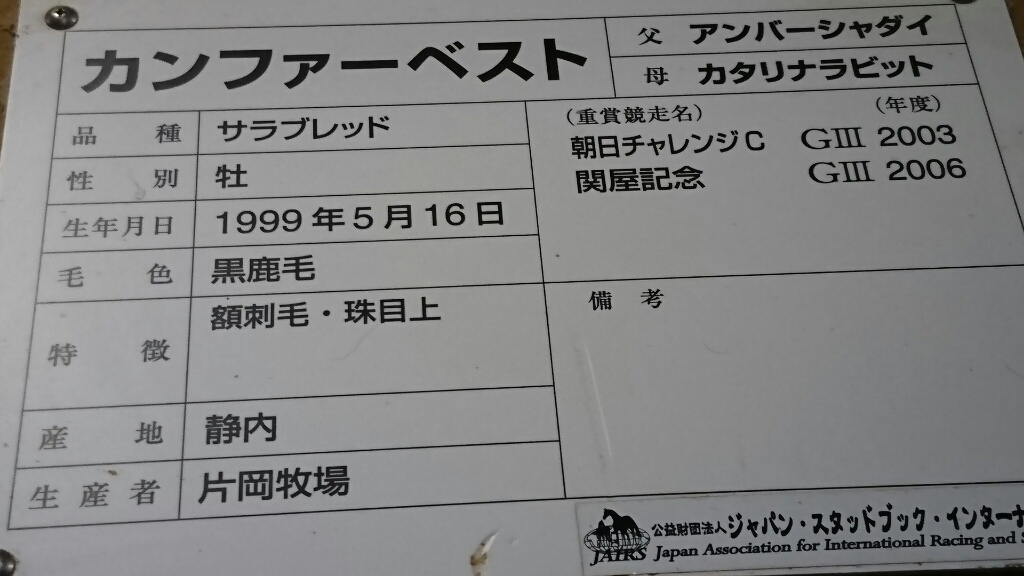 カンファーベスト
父 アンバーシャダイ
母 カタリナラビット
品種 サラブレッド
性別 牡
生年月日 1999年5月16日
毛色 黒鹿毛
特徴 額刺毛・珠目上
産地 静内
生産者 片岡牧場
(重賞競走名) (年度)
朝日チャレンジC GIII 2003
関屋記念 GIII 2006
備考
JAIRS
公益財団法人ジャパン・スタッドブック・インターナ
Japan Association for International Racing and S